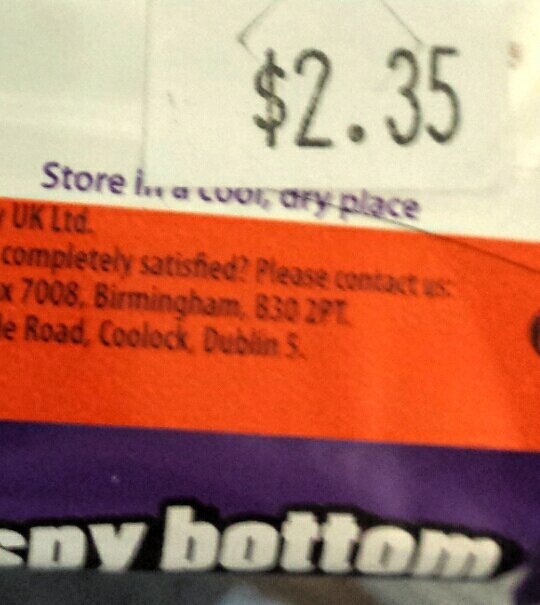 $2.35
Store in a cool, dry place
y UK Ltd.
completely satisfied? Please contact us:
x 7008, Birmingham, B30 2PT.
le Road, Coolock, Dublin 5.
eny bottom